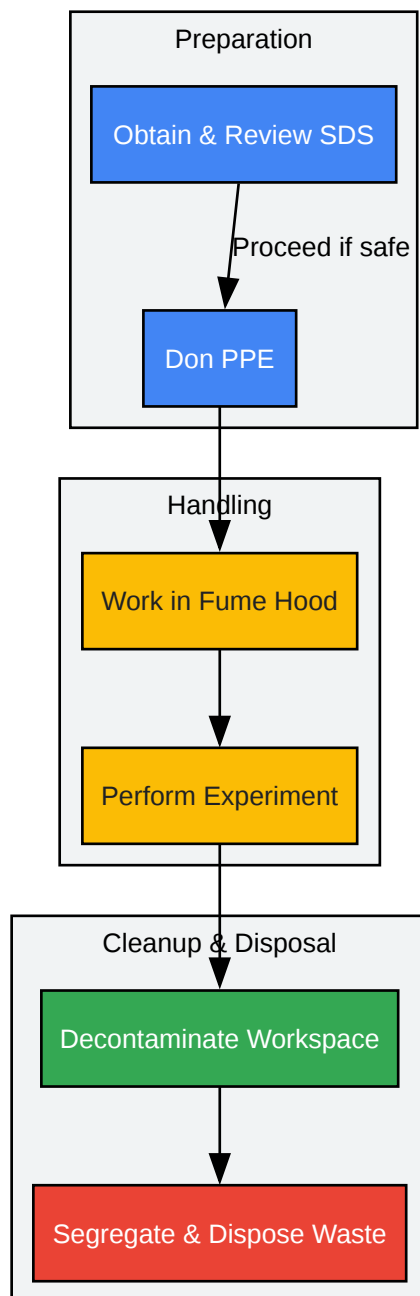 Preparation
Obtain & Review SDS
Proceed if safe
Don PPE
Handling
Work in Fume Hood
Perform Experiment
Cleanup & Disposal
Decontaminate Workspace
Segregate & Dispose Waste